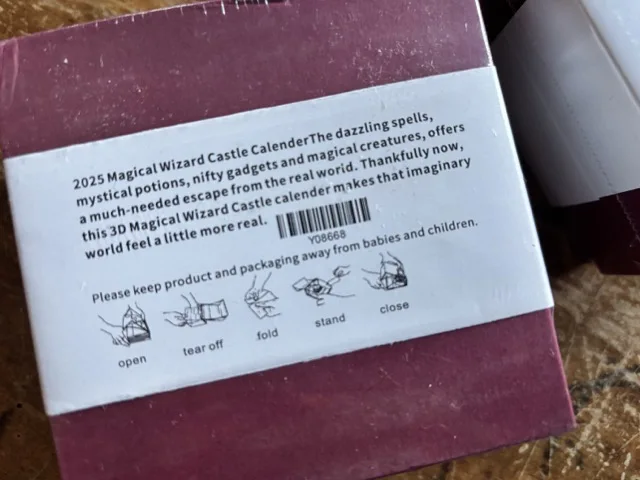 2025 Magical Wizard Castle CalenderThe dazzling spells,
mystical potions, nifty gadgets and magical creatures, offers
a much-needed escape from the real world. Thankfully now,
this 3D Magical Wizard Castle calender makes that imaginary
world feel a little more real.
Y08668
Please keep product and packaging away from babies and children.
open tear off fold stand close